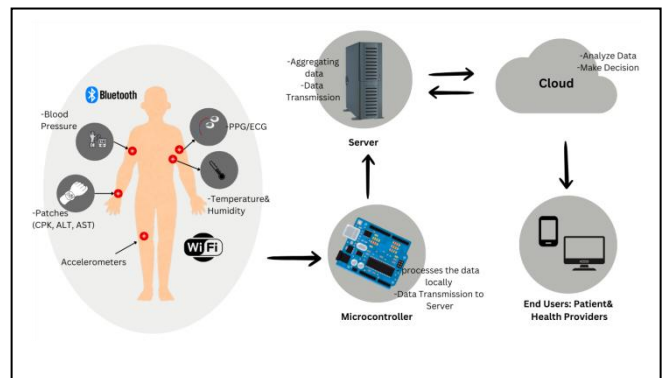 Bluetooth
-Blood
Pressure
-PPG/ECG
-Patches
(CPK, ALT, AST)
-Temperature&
Humidity
Accelerometers
WiFi
-Aggregating
data
-Data
Transmission
Server
-processes the data
locally
-Data Transmission to
Server
Microcontroller
Cloud
-Analyze Data
-Make Decision
End Users: Patient&
Health Providers